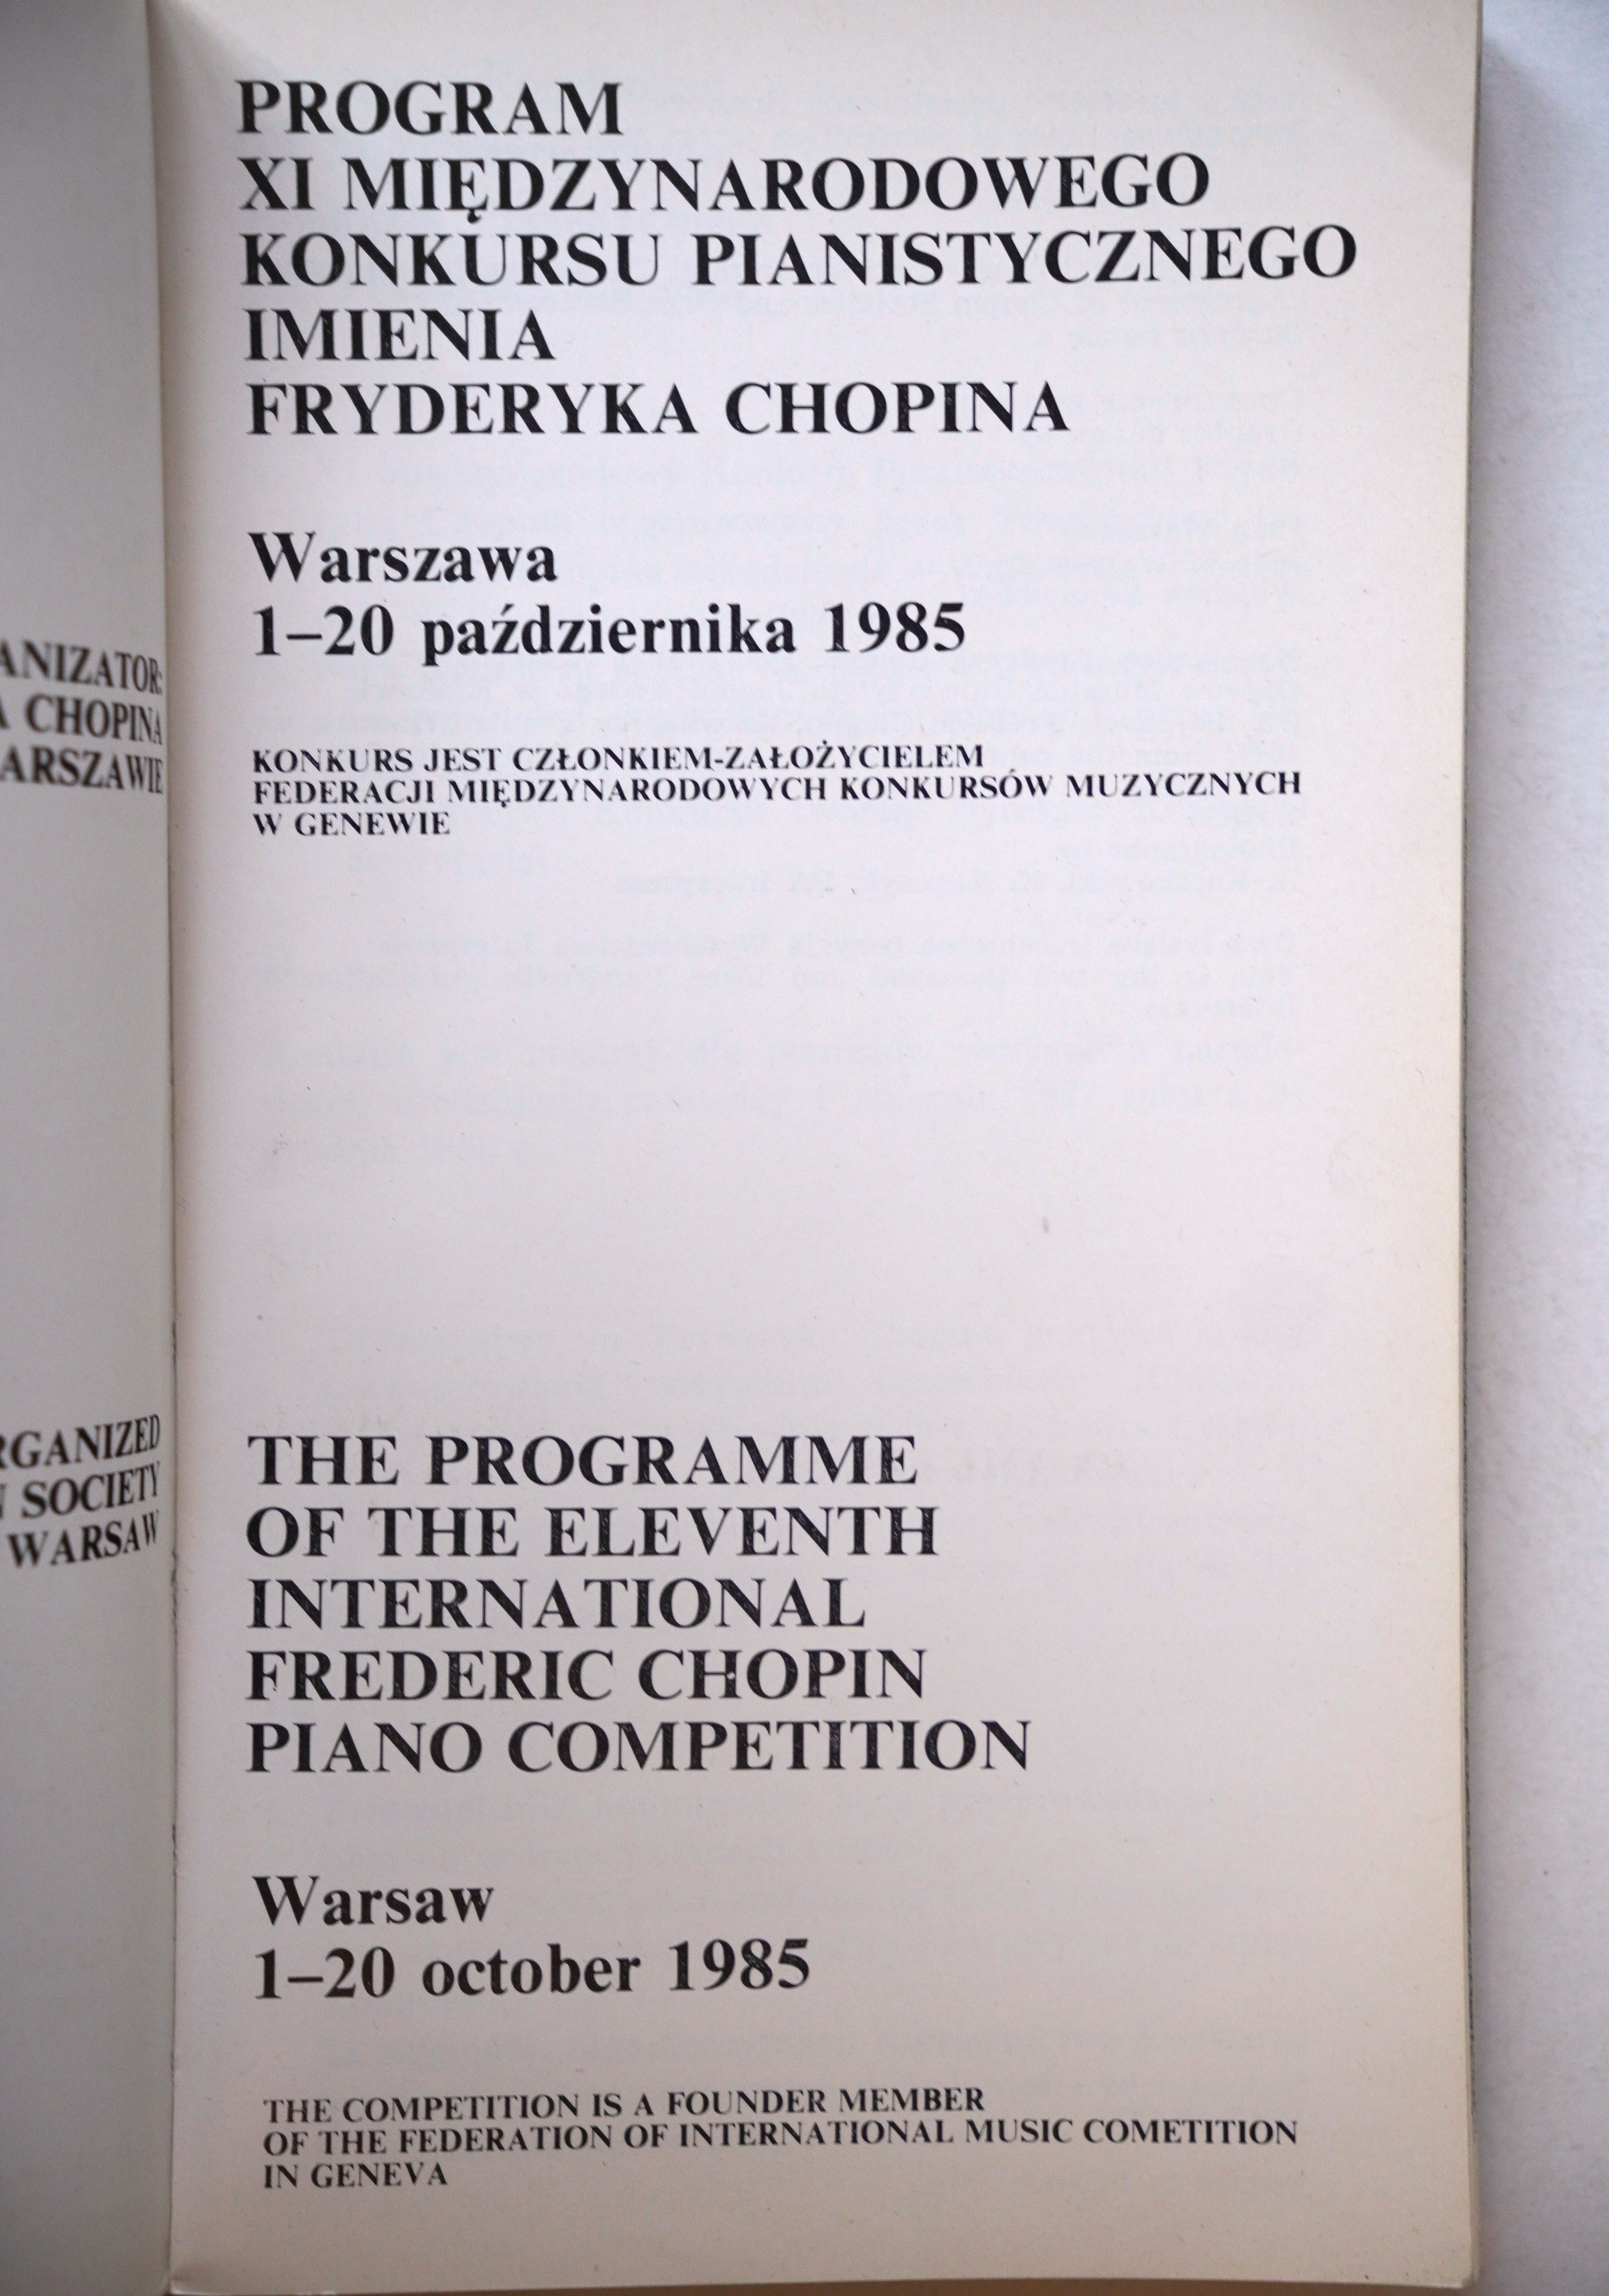 ANIZATOR:
CHOPINA
ARSZAWIE
RGANIZED
SOCIETY
WARSAW
PROGRAM
XI MIĘDZYNARODOWEGO
KONKURSU PIANISTYCZNEGO
IMIENIA
FRYDERYKA CHOPINA
Warszawa
1–20 października 1985
KONKURS JEST CZŁONKIEM-ZAŁOŻYCIELEM
FEDERACJI MIĘDZYNARODOWYCH KONKURSÓW MUZYCZNYCH
W GENEWIE
THE PROGRAMME
OF THE ELEVENTH
INTERNATIONAL
FREDERIC CHOPIN
PIANO COMPETITION
Warsaw
1–20 october 1985
THE COMPETITION IS A FOUNDER MEMBER
OF THE FEDERATION OF INTERNATIONAL MUSIC COMETITION
IN GENEVA